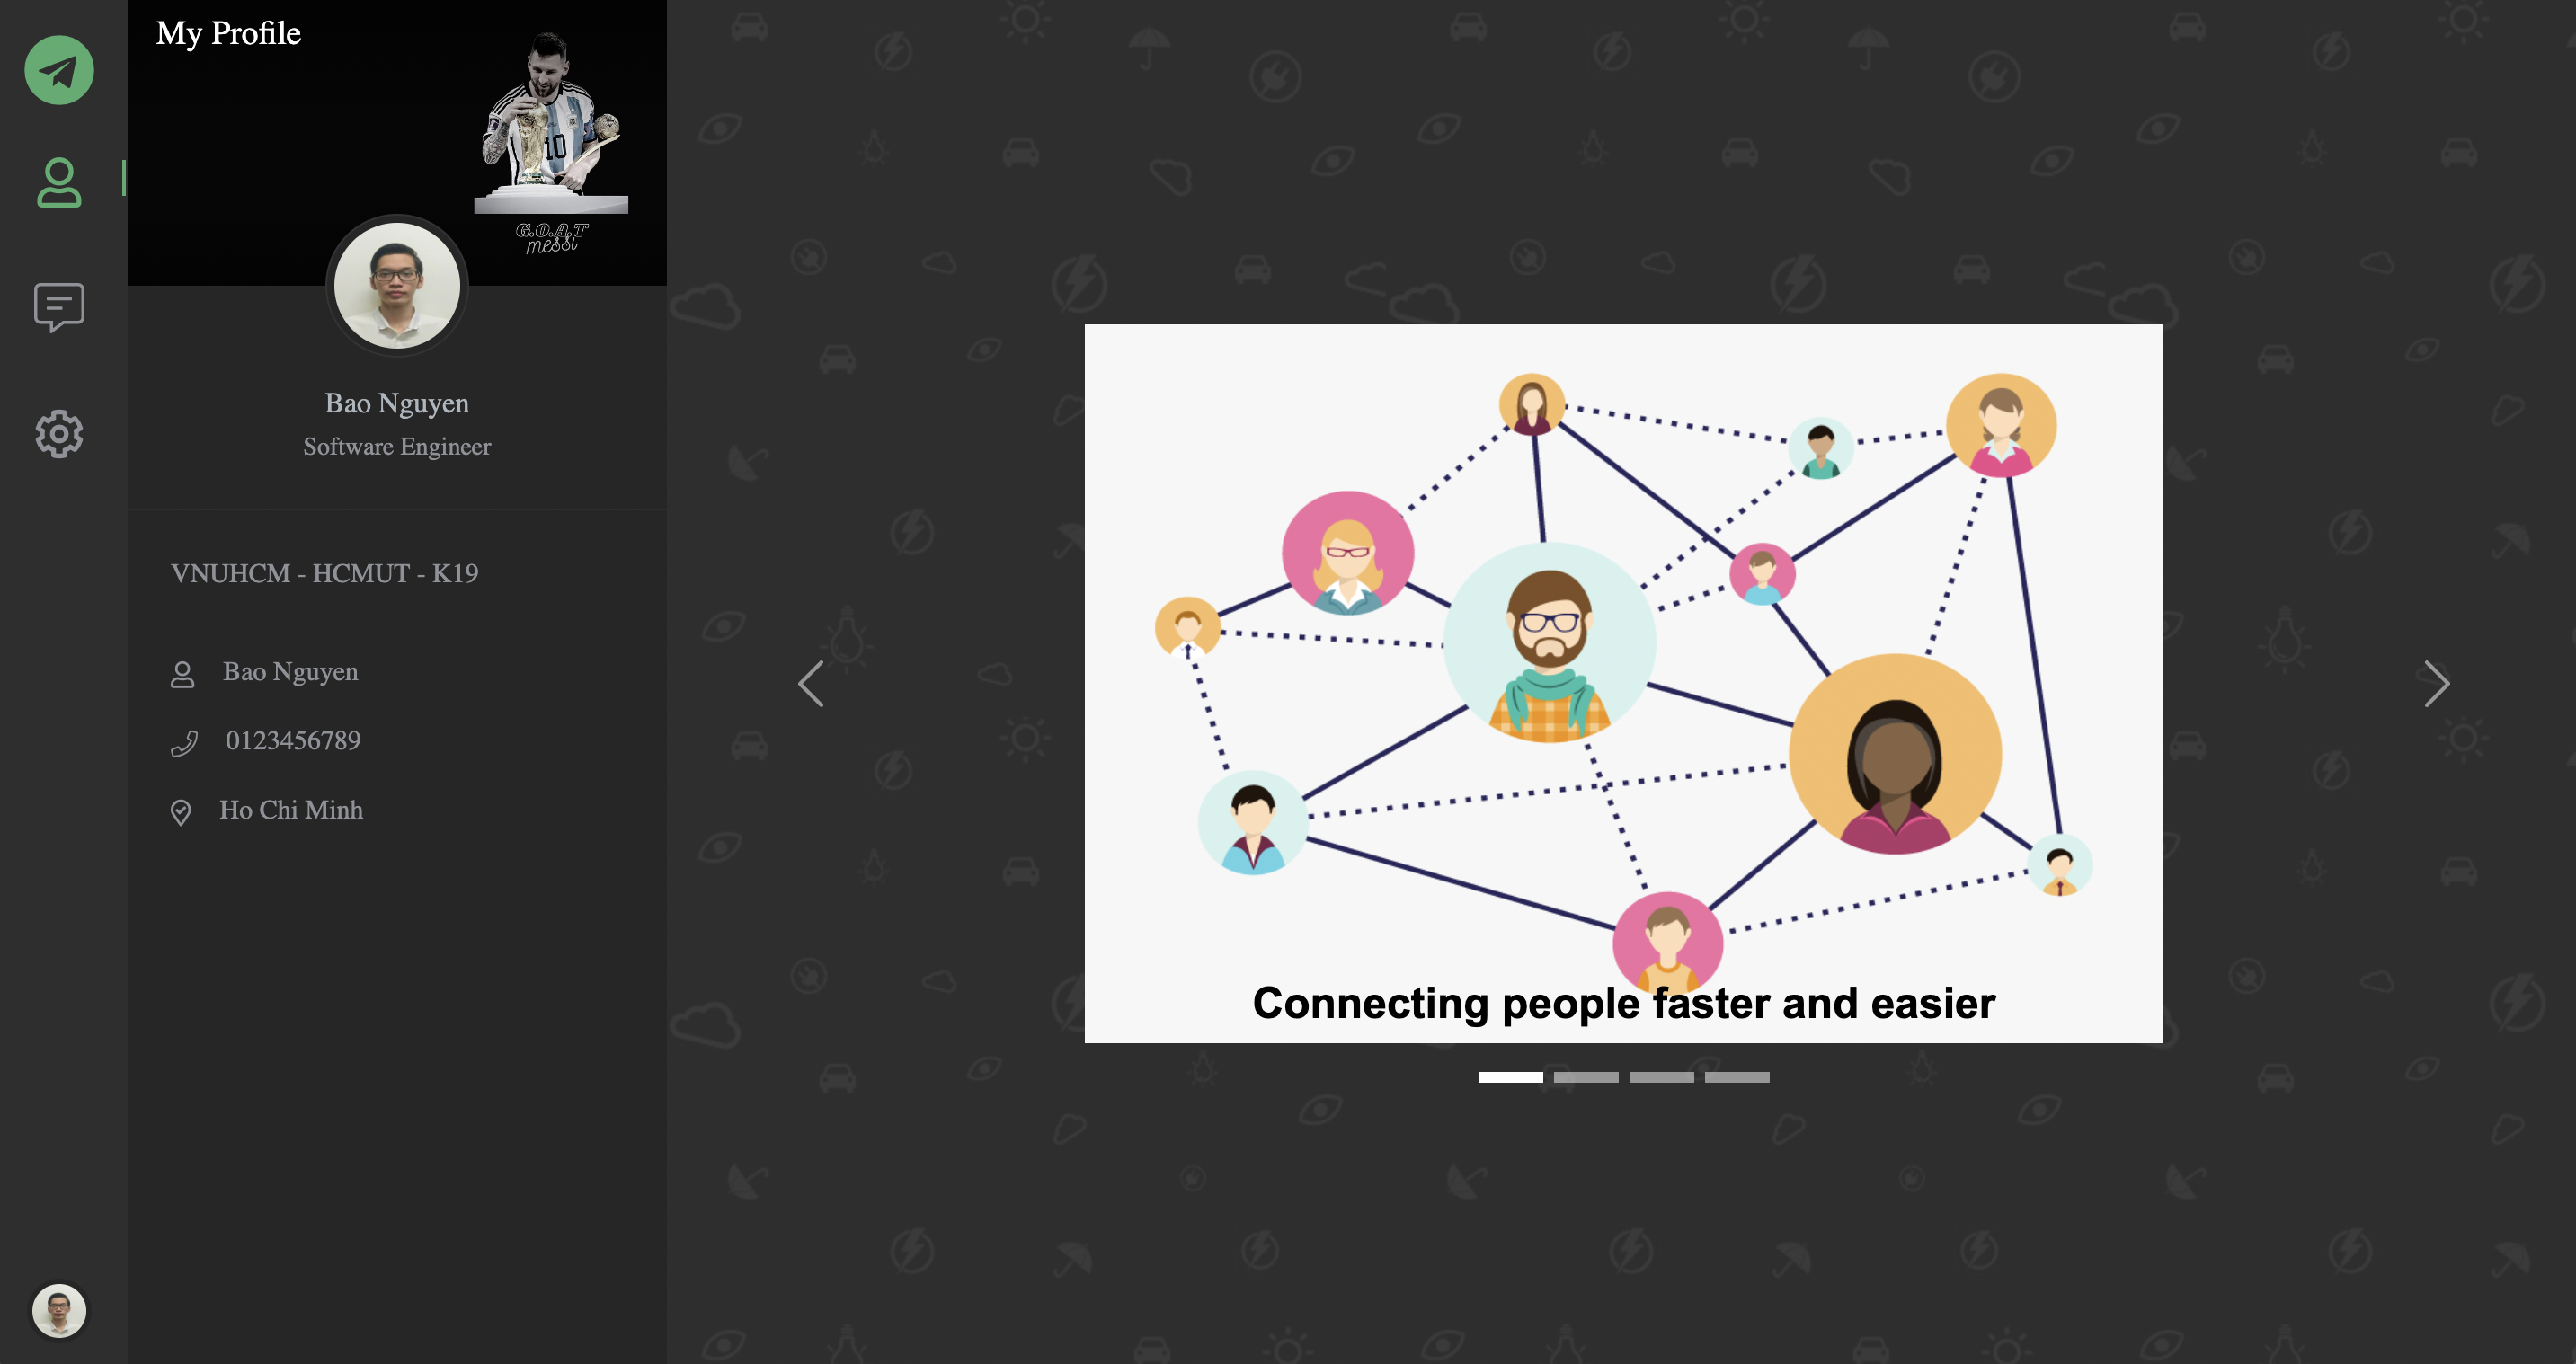 My Profile
10
G.O.A.T
messi
Bao Nguyen
Software Engineer
VNUHCM - HCMUT - K19
Bao Nguyen
0123456789
Ho Chi Minh
Connecting people faster and easier